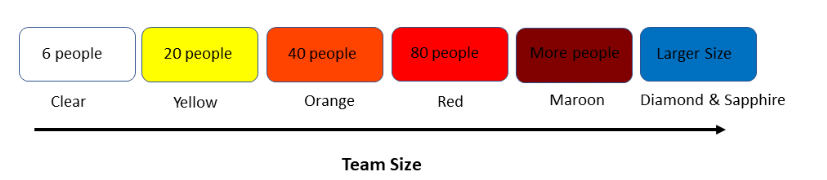 6 people 20 people 40 people 80 people More people Larger Size
Clear Yellow Orange Red Maroon Diamond & Sapphire
Team Size